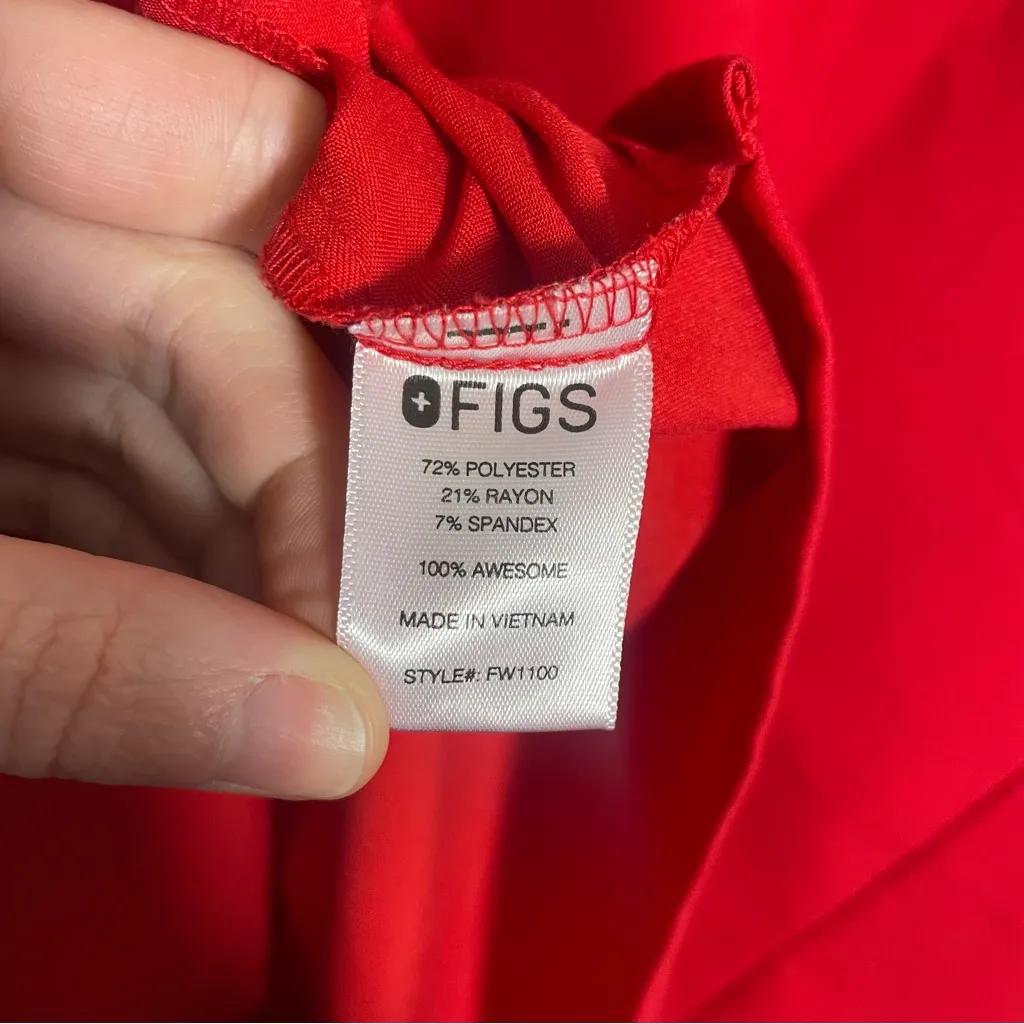 FIGS
72% POLYESTER
21% RAYON
7% SPANDEX
100% AWESOME
MADE IN VIETNAM
STYLE#: FW1100